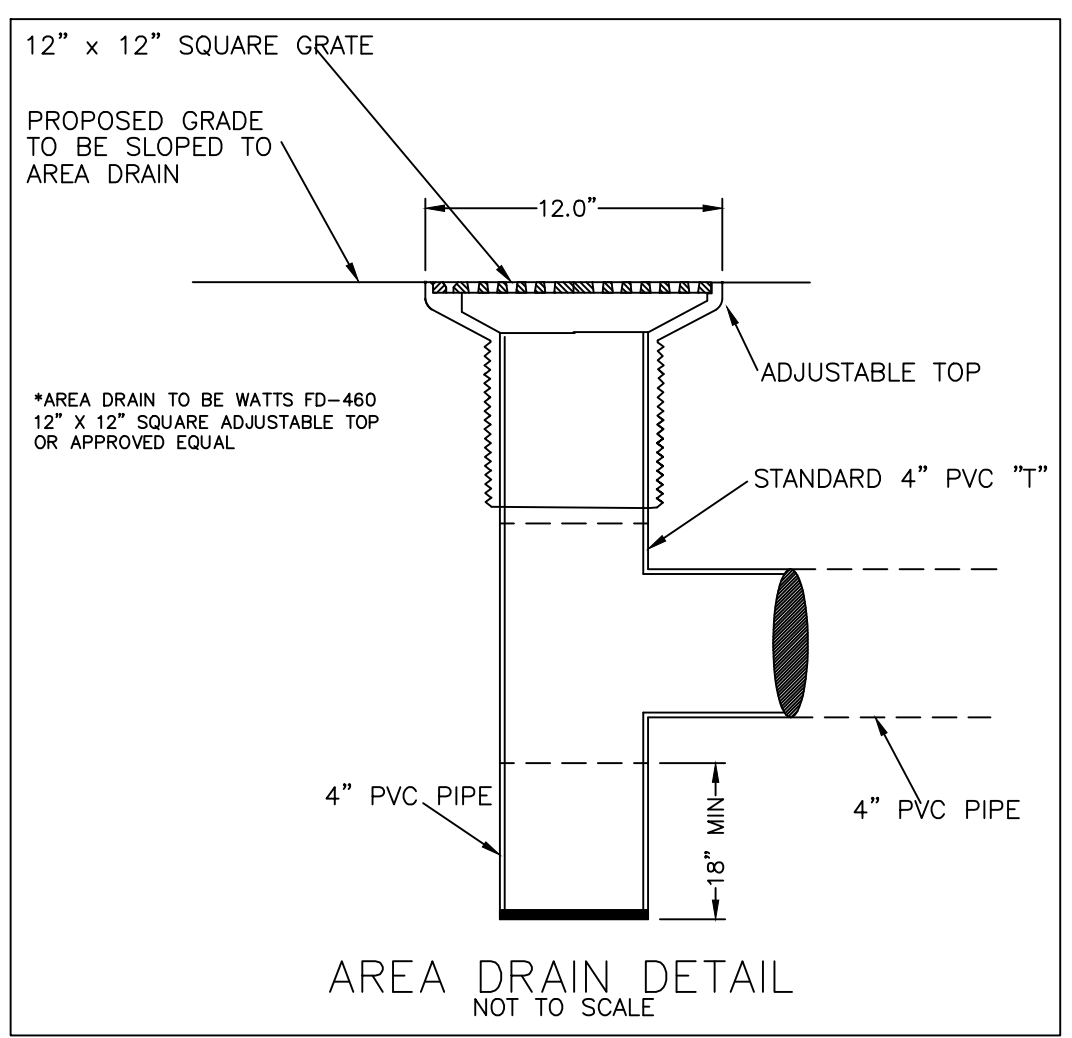 12” x 12” SQUARE GRATE
PROPOSED GRADE
TO BE SLOPED TO
AREA DRAIN
12.0”
ADJUSTABLE TOP
*AREA DRAIN TO BE WATTS FD-460
12” X 12” SQUARE ADJUSTABLE TOP
OR APPROVED EQUAL
STANDARD 4” PVC "T"
4” PVC PIPE
18” MIN
4” PVC PIPE
AREA DRAIN DETAIL
NOT TO SCALE